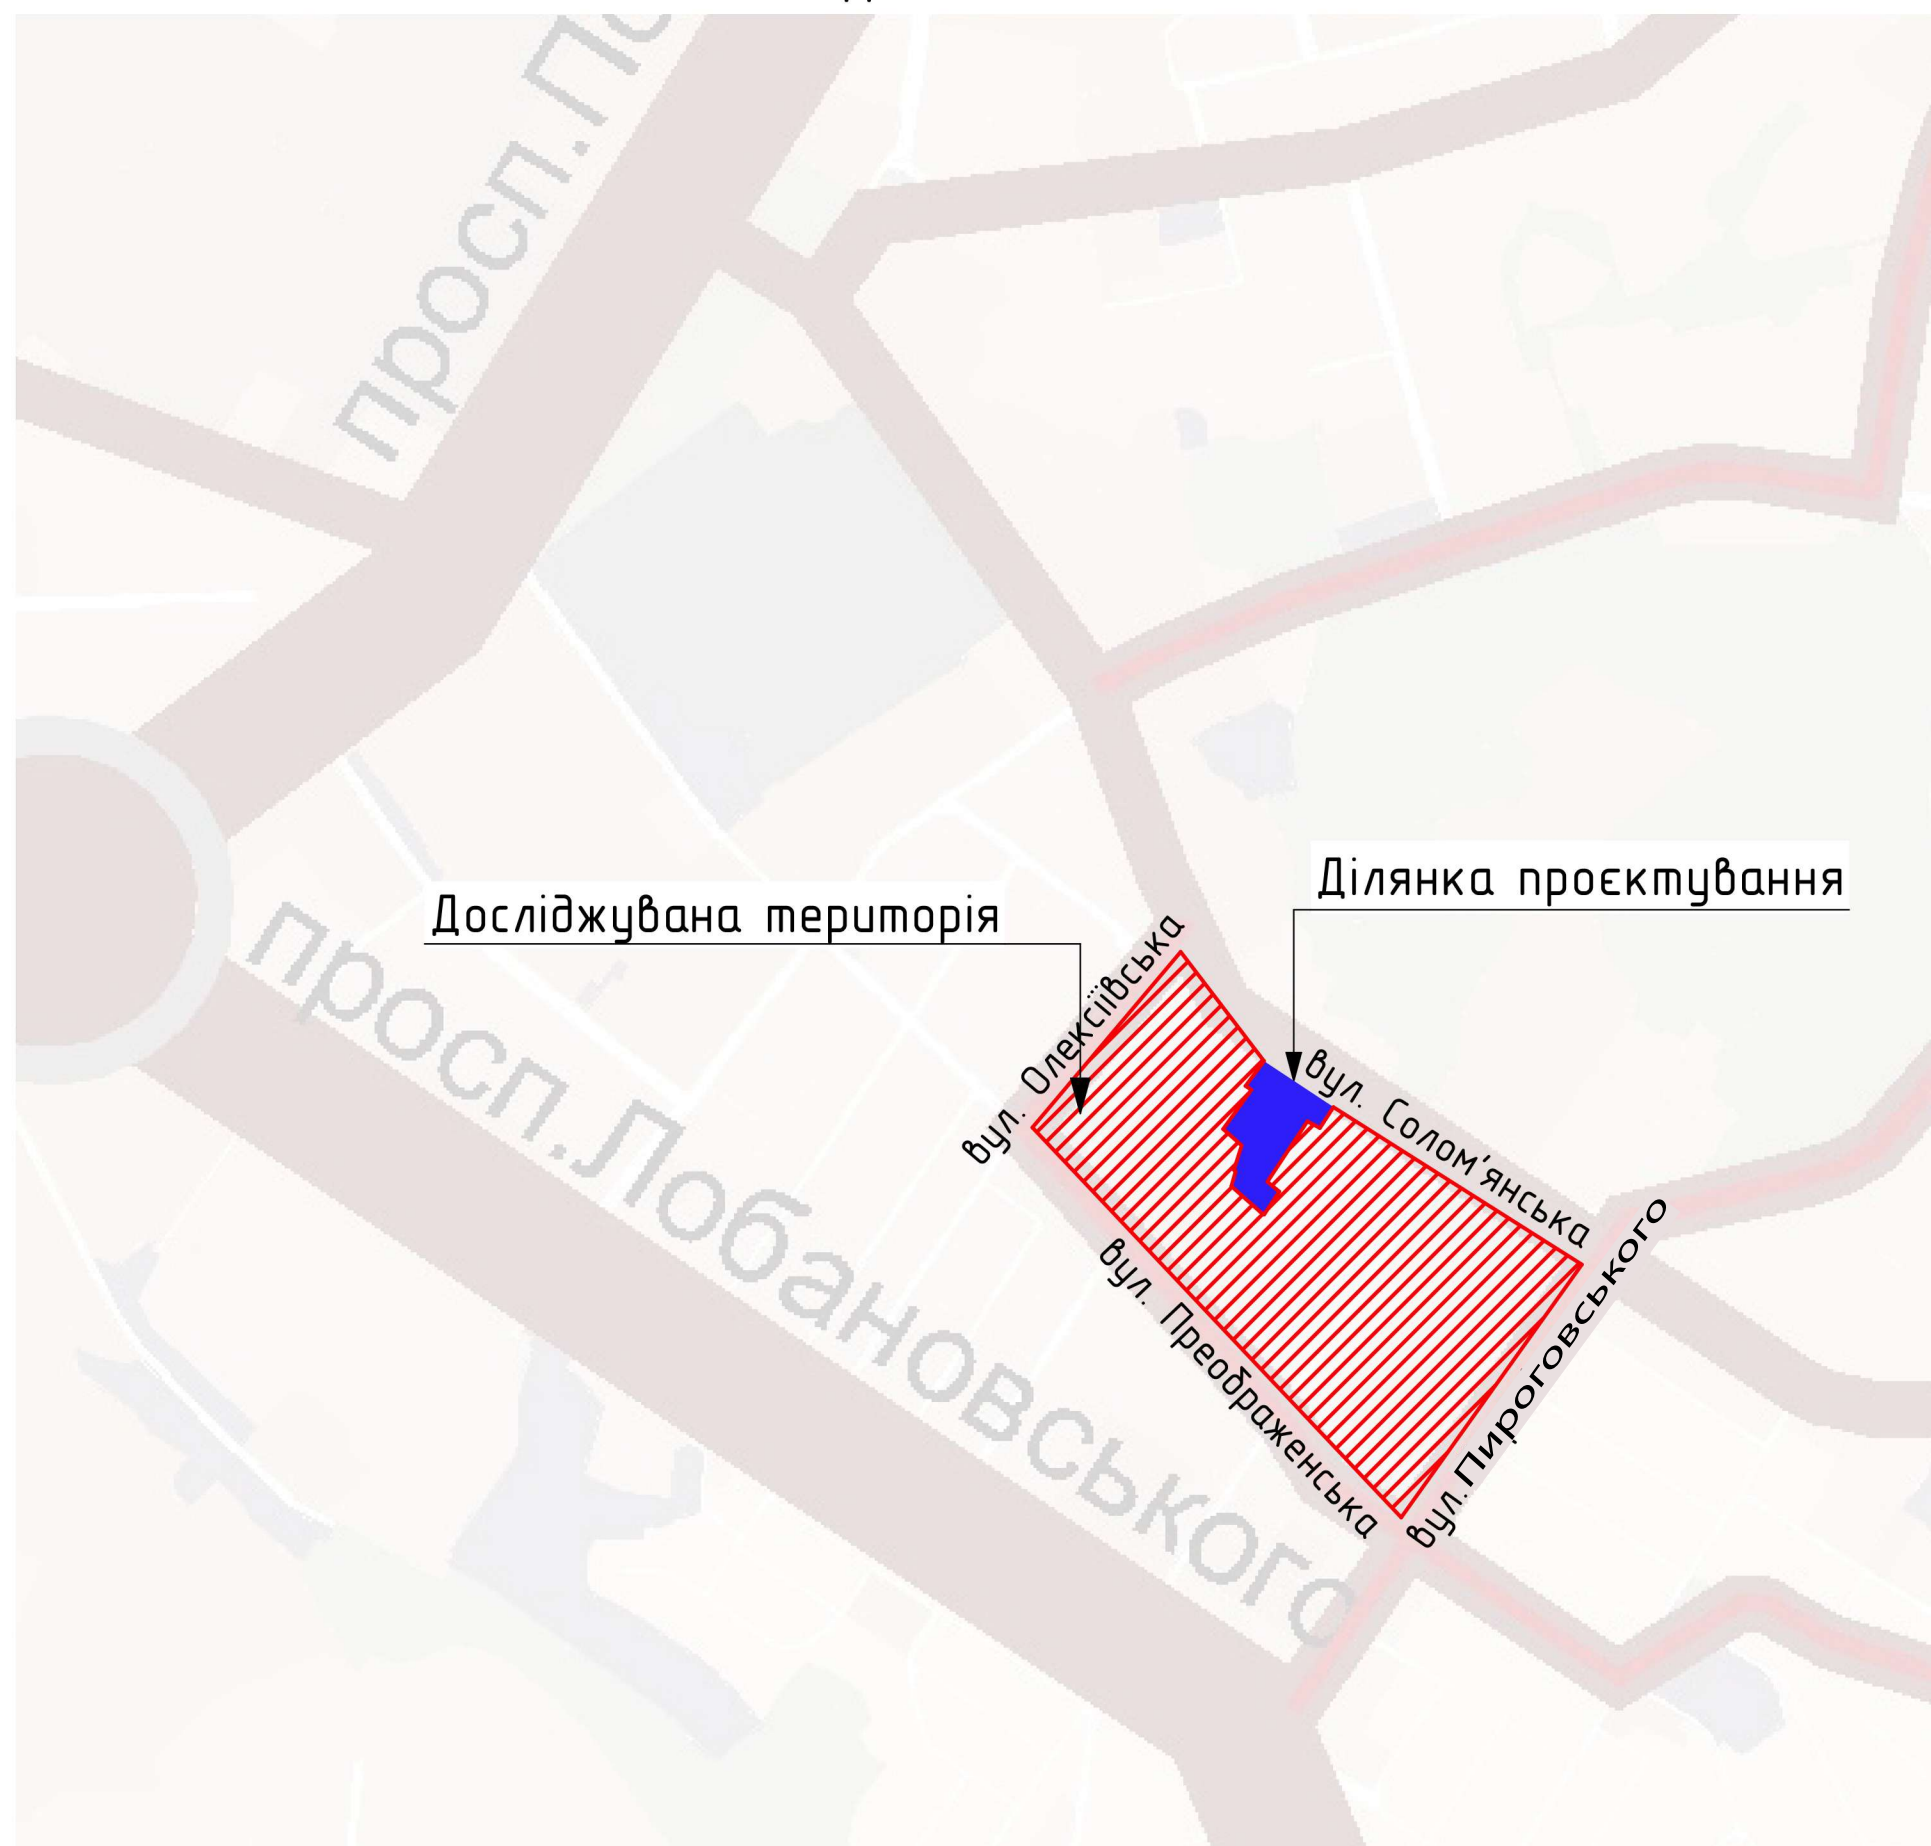 просп.По
Ділянка проєктування
Досліджувана територія
вул. Олексіївська
вул. Солом'янська
просп.Лобановського
вул. Преображенська
вул.Пироговського